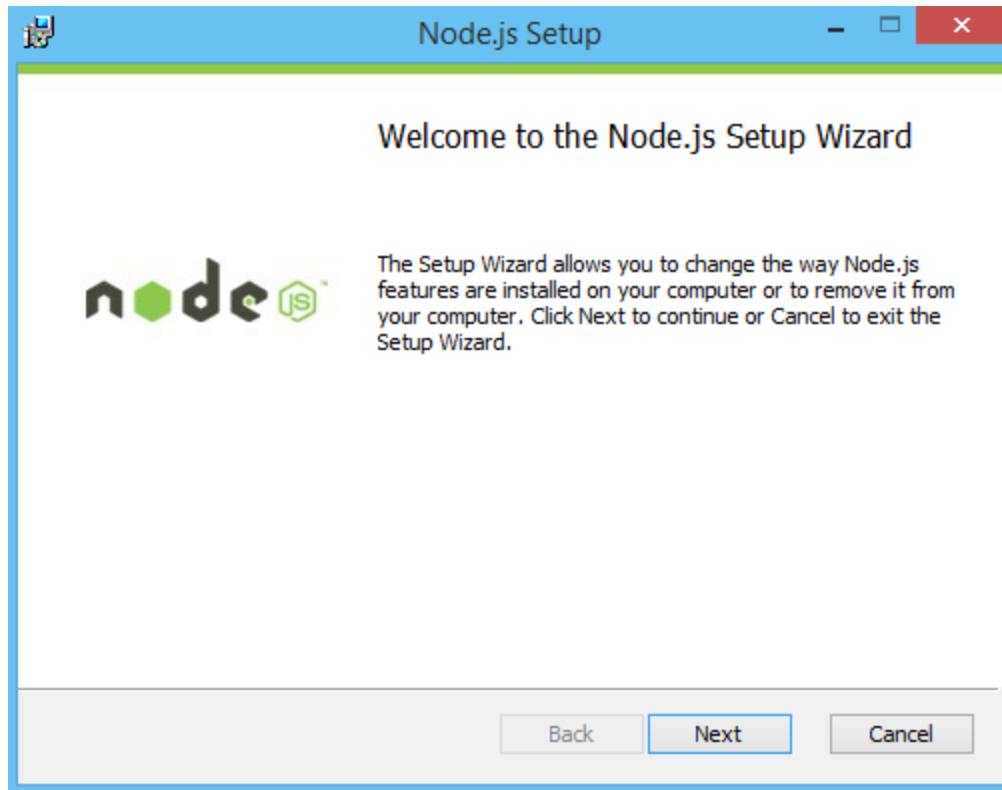 Node.js Setup
Welcome to the Node.js Setup Wizard
The Setup Wizard allows you to change the way Node.js
features are installed on your computer or to remove it from
your computer. Click Next to continue or Cancel to exit the
Setup Wizard.
node JS™
Back Next Cancel